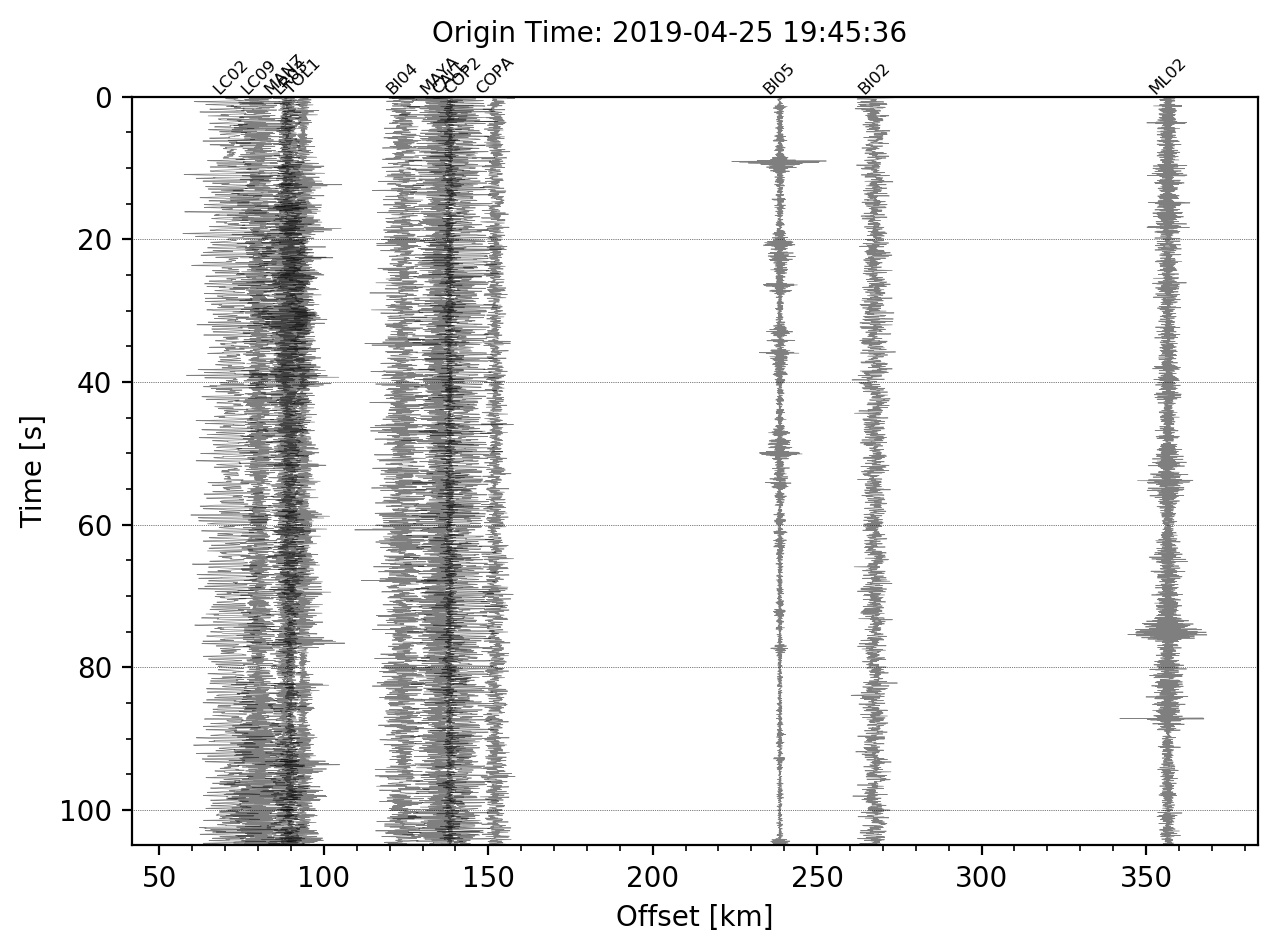 Origin Time: 2019-04-25 19:45:36
LC02 LC09 MANZ ROL1 BI04 MAYA COP2 COPA BI05 BI02 ML02
0
20
40
60
80
100
Time [s]
50 100 150 200 250 300 350
Offset [km]